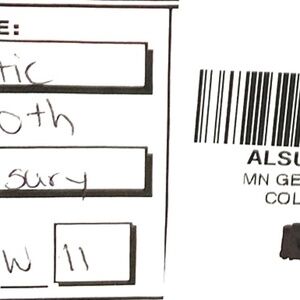 E:
tic
oth
sury
W 11
ALSU
MN GE
COL